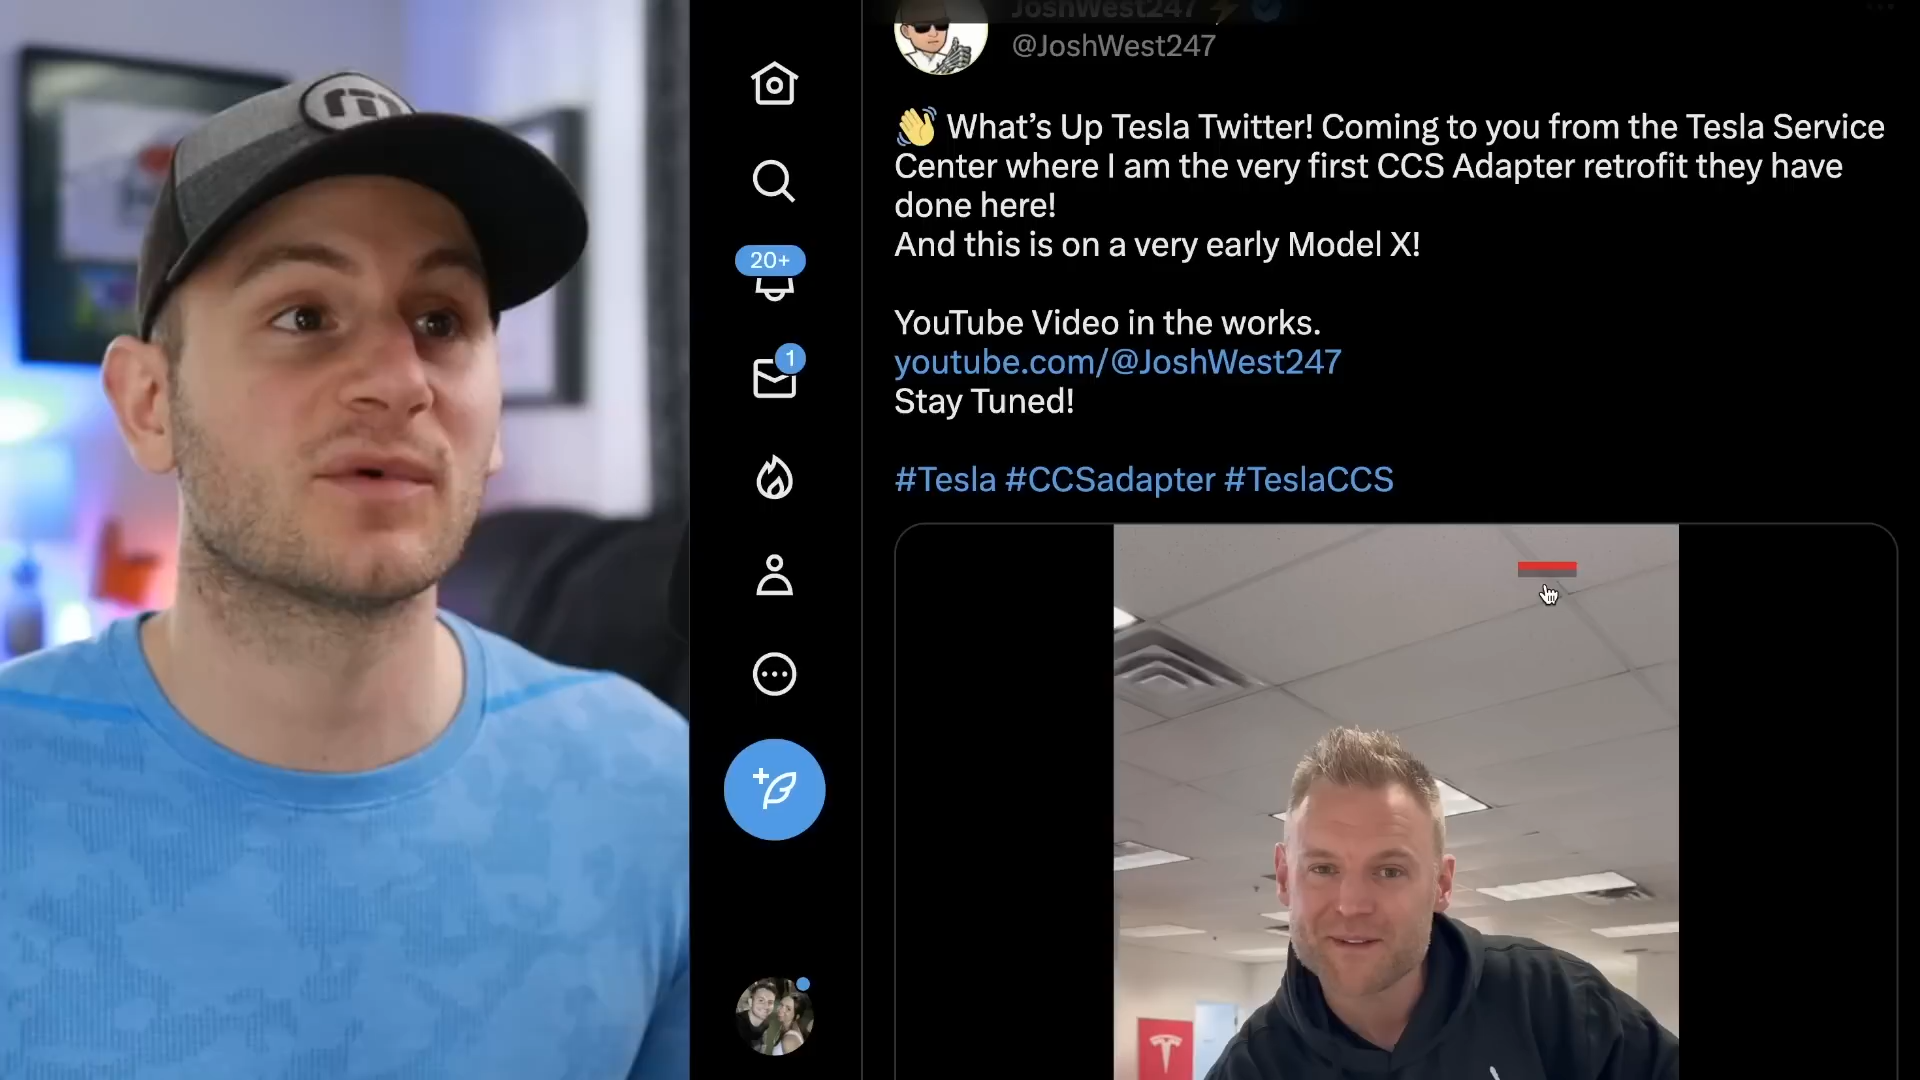 JoshWest247
@JoshWest247
👋 What's Up Tesla Twitter! Coming to you from the Tesla Service
Center where I am the very first CCS Adapter retrofit they have
done here!
And this is on a very early Model X!
YouTube Video in the works.
youtube.com/@JoshWest247
Stay Tuned!
#Tesla #CCSadapter #TeslaCCS
20+
1